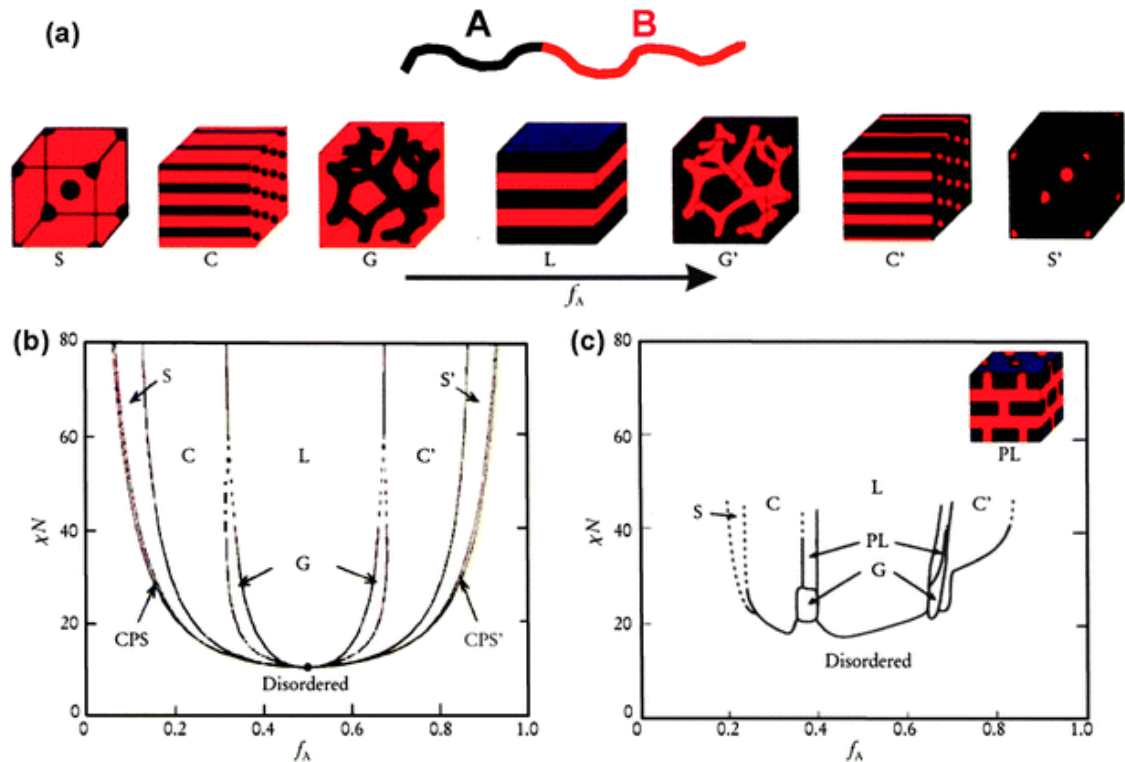 (a)
A B
S C G L G' C' S'
fA
(b)
80
60
40
20
0
χN
S
S'
C
L
C'
G
CPS
CPS'
Disordered
0 0.2 0.4 0.6 0.8 1.0
fA
(c)
80
60
40
20
0
χN
PL
L
S
C
C'
PL
G
Disordered
0 0.2 0.4 0.6 0.8 1.0
fA